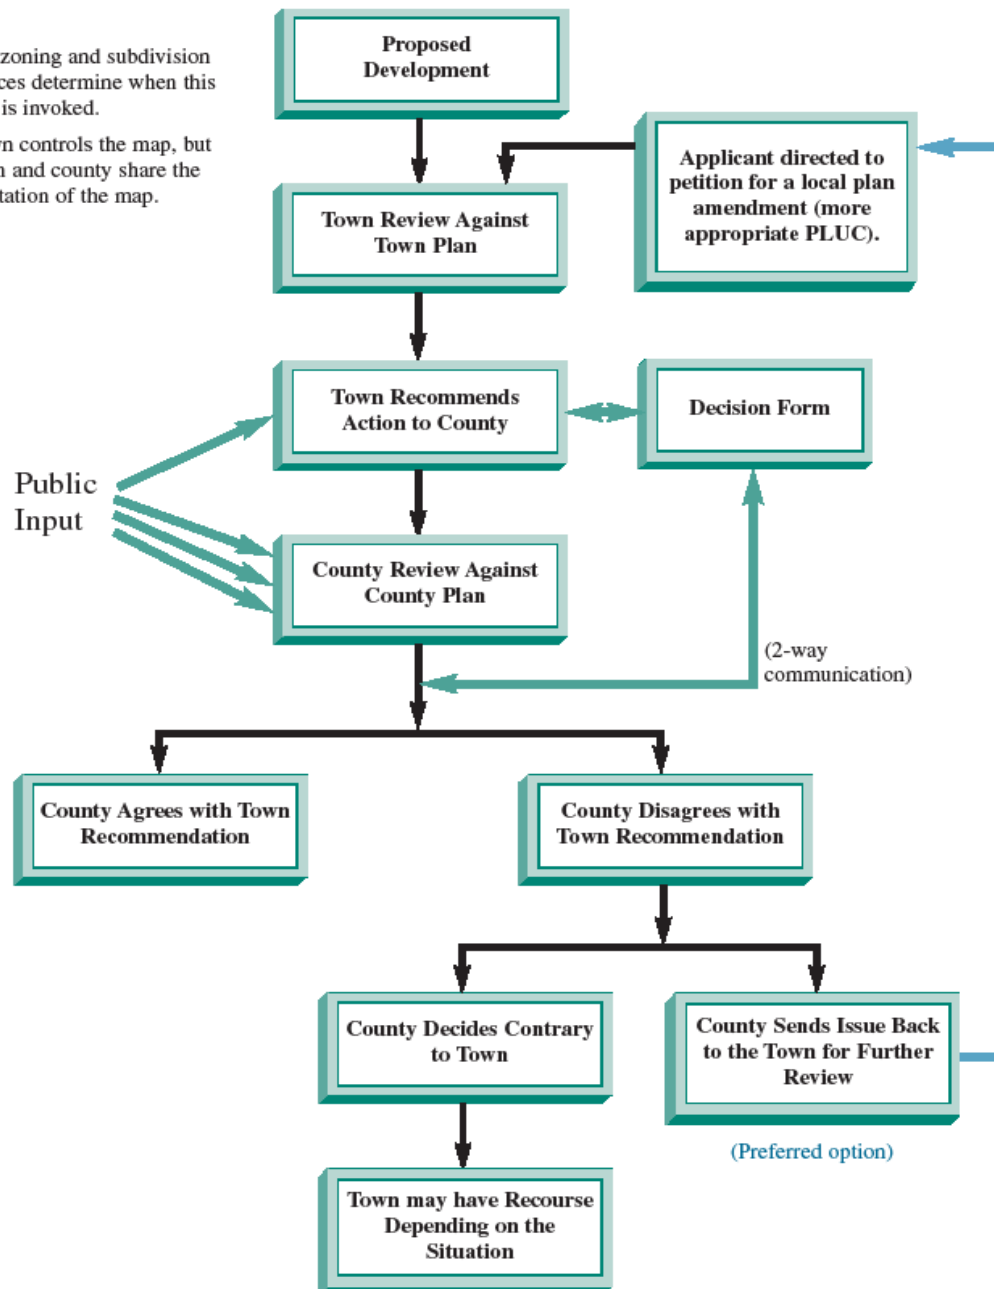 zoning and subdivision
determine when this
is invoked.
controls the map, but
and county share the
of the map.
Proposed
Development
Applicant directed to
petition for a local plan
amendment (more
appropriate PLUC).
Town Review Against
Town Plan
Town Recommends
Action to County
Decision Form
Public
Input
County Review Against
County Plan
(2-way
communication)
County Agrees with Town
Recommendation
County Disagrees with
Town Recommendation
County Decides Contrary
to Town
County Sends Issue Back
to the Town for Further
Review
(Preferred option)
Town may have Recourse
Depending on the
Situation